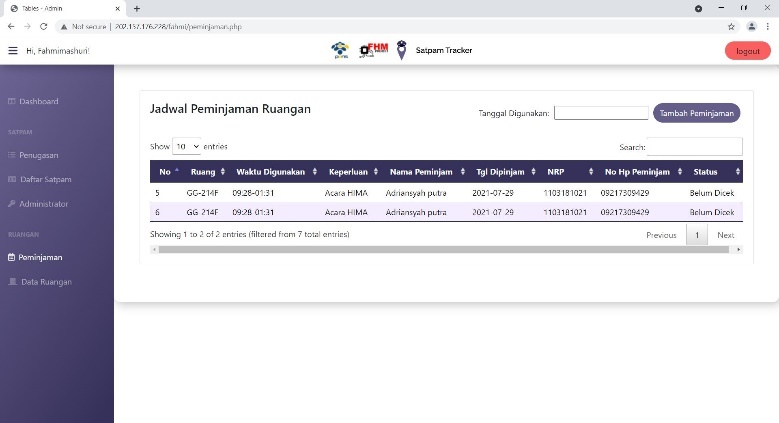 Tables - Admin
Not secure | 202.157.176.228/fahmi/peminjaman.php
Hi, Fahmimashuri!
Satpam Tracker
logout
Dashboard
SATPAM
Penugasan
Daftar Satpam
Administrator
RUANGAN
Peminjaman
Data Ruangan
Jadwal Peminjaman Ruangan
Tanggal Digunakan:
Tambah Peminjaman
Show 10 entries
Search:
No Ruang Waktu Digunakan Keperluan Nama Peminjam Tgl Dipinjam NRP No Hp Peminjam Status
5 GG-214F 09:28-01:31 Acara HIMA Adriansyah putra 2021-07-29 1103181021 09217309429 Belum Dicek
6 GG-214F 09:28-01:31 Acara HIMA Adriansyah putra 2021-07-29 1103181021 09217309429 Belum Dicek
Showing 1 to 2 of 2 entries (filtered from 7 total entries)
Previous 1 Next